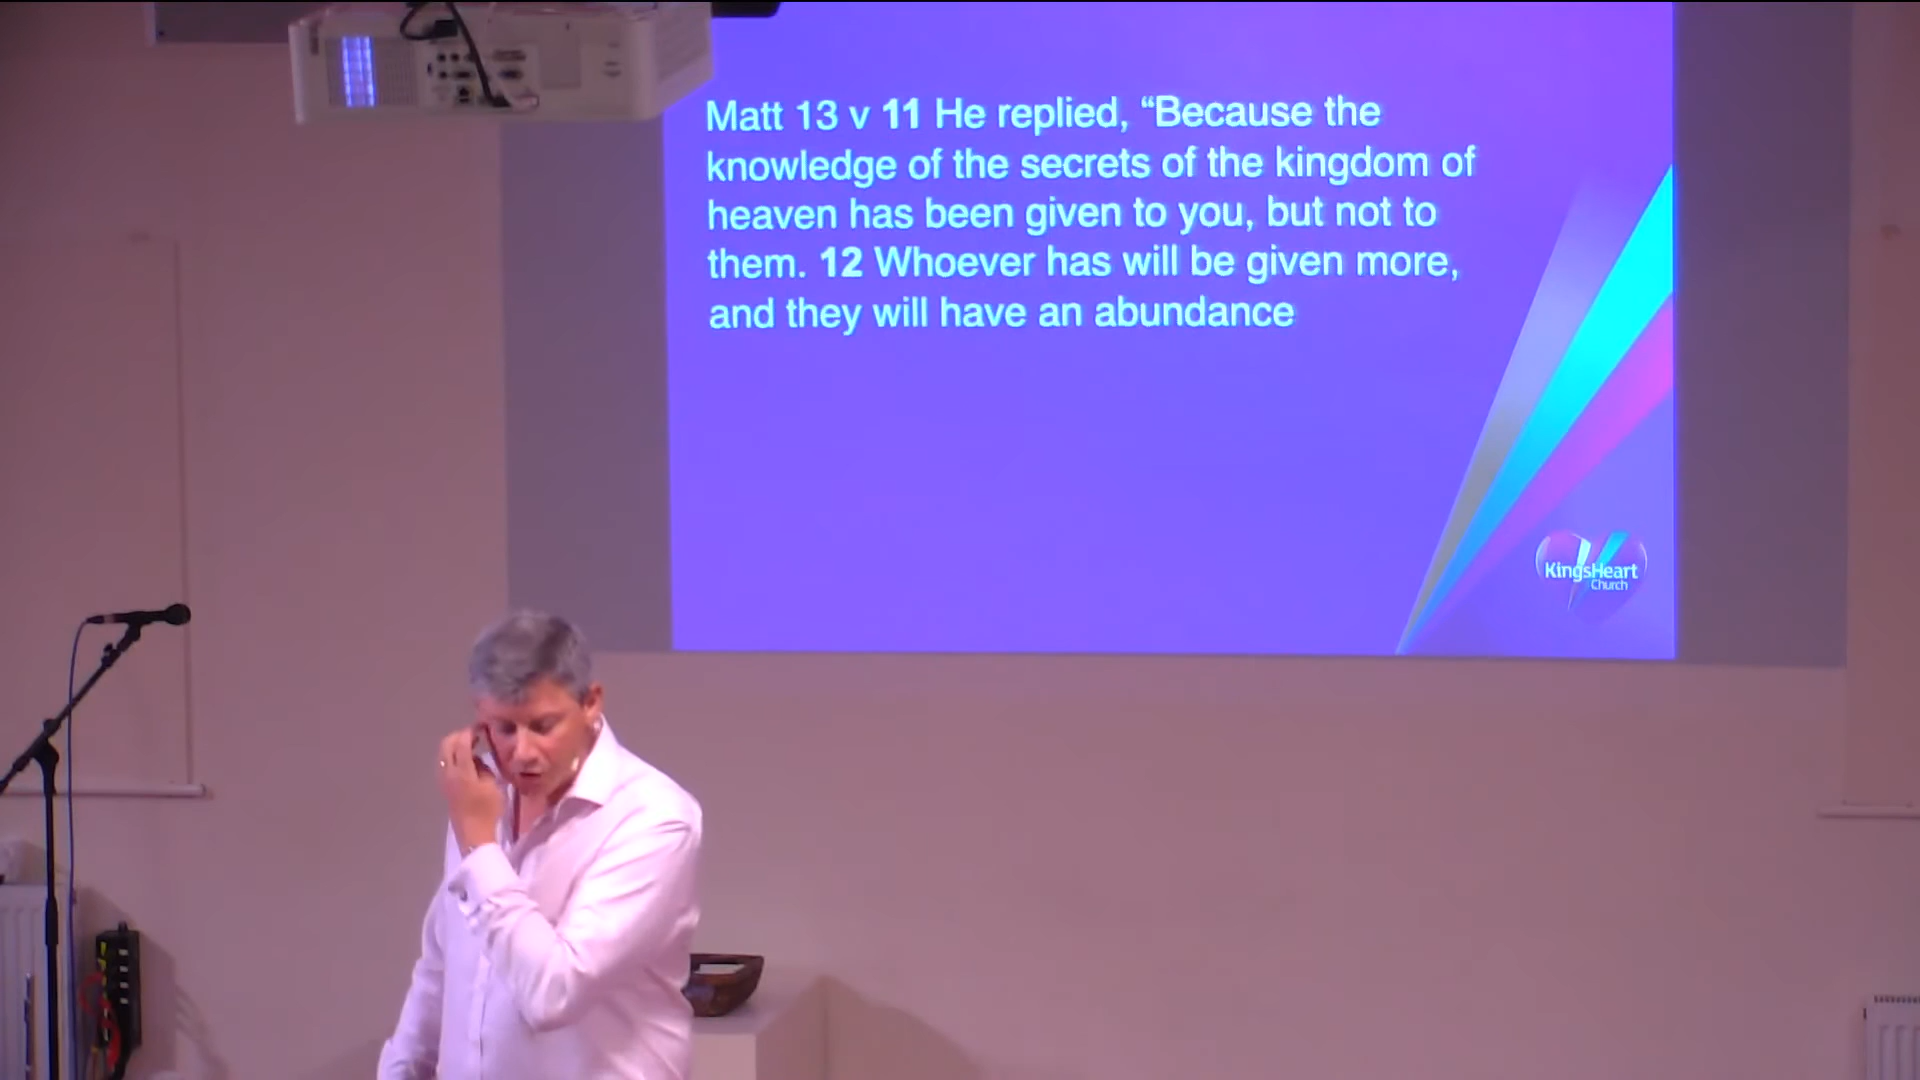 Matt 13 v 11 He replied, “Because the
knowledge of the secrets of the kingdom of
heaven has been given to you, but not to
them. 12 Whoever has will be given more,
and they will have an abundance
KingsHeart
Church